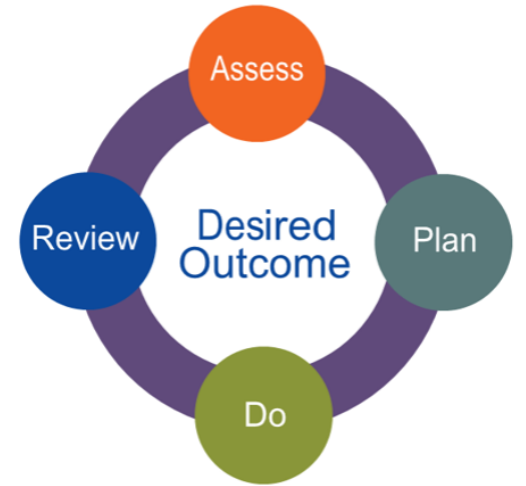 Assess
Review
Desired
Outcome
Plan
Do